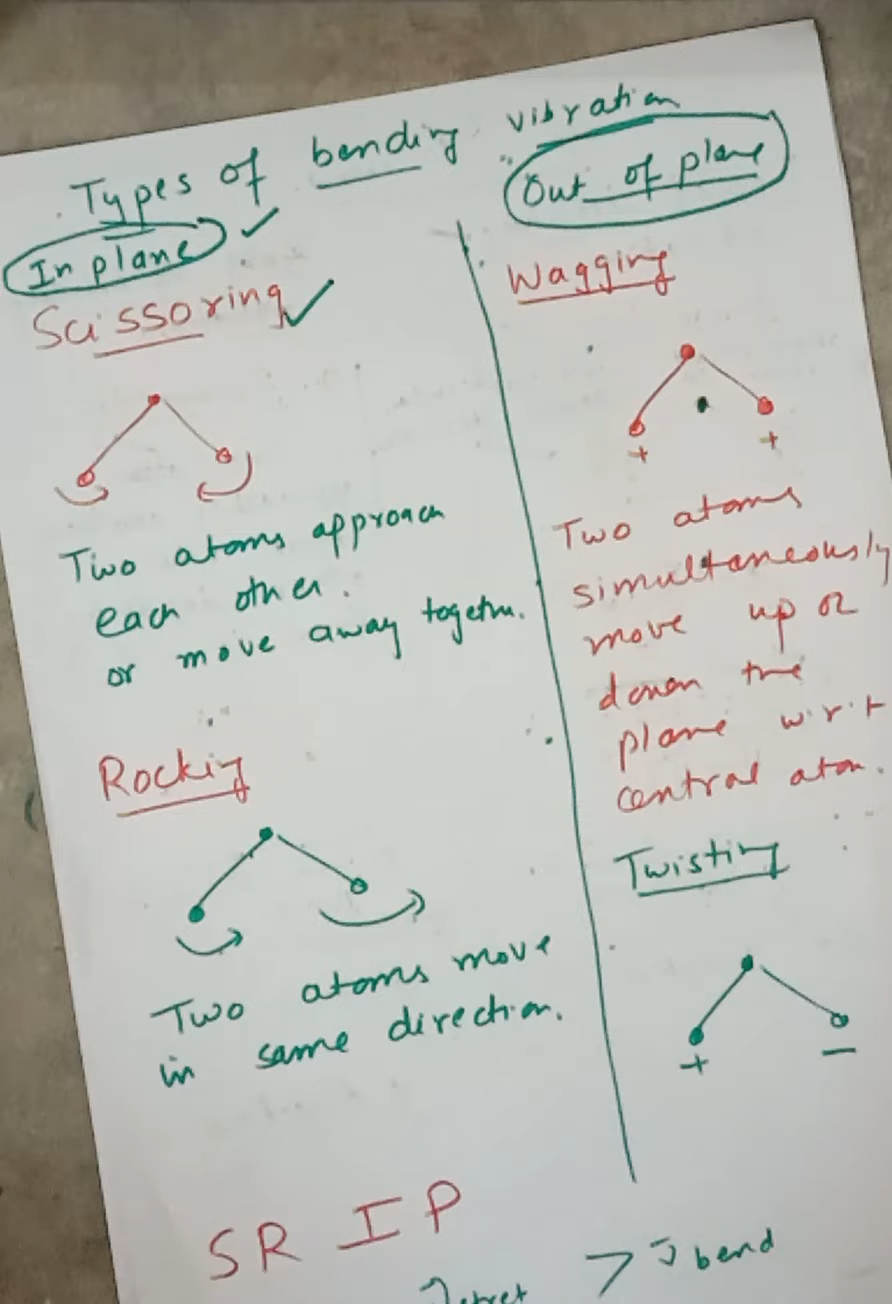 Types of bending vibration
In plane ✓
Scissoring ✓
Two atoms approach
each other.
or move away together.
Rocking
Two atoms move
in same direction.
Out of plane
Wagging
+ +
Two atoms
simultaneously
move up or
down the
plane w.r.t
central atom.
Twisting
+ −
SR IP
> ν̄ bend